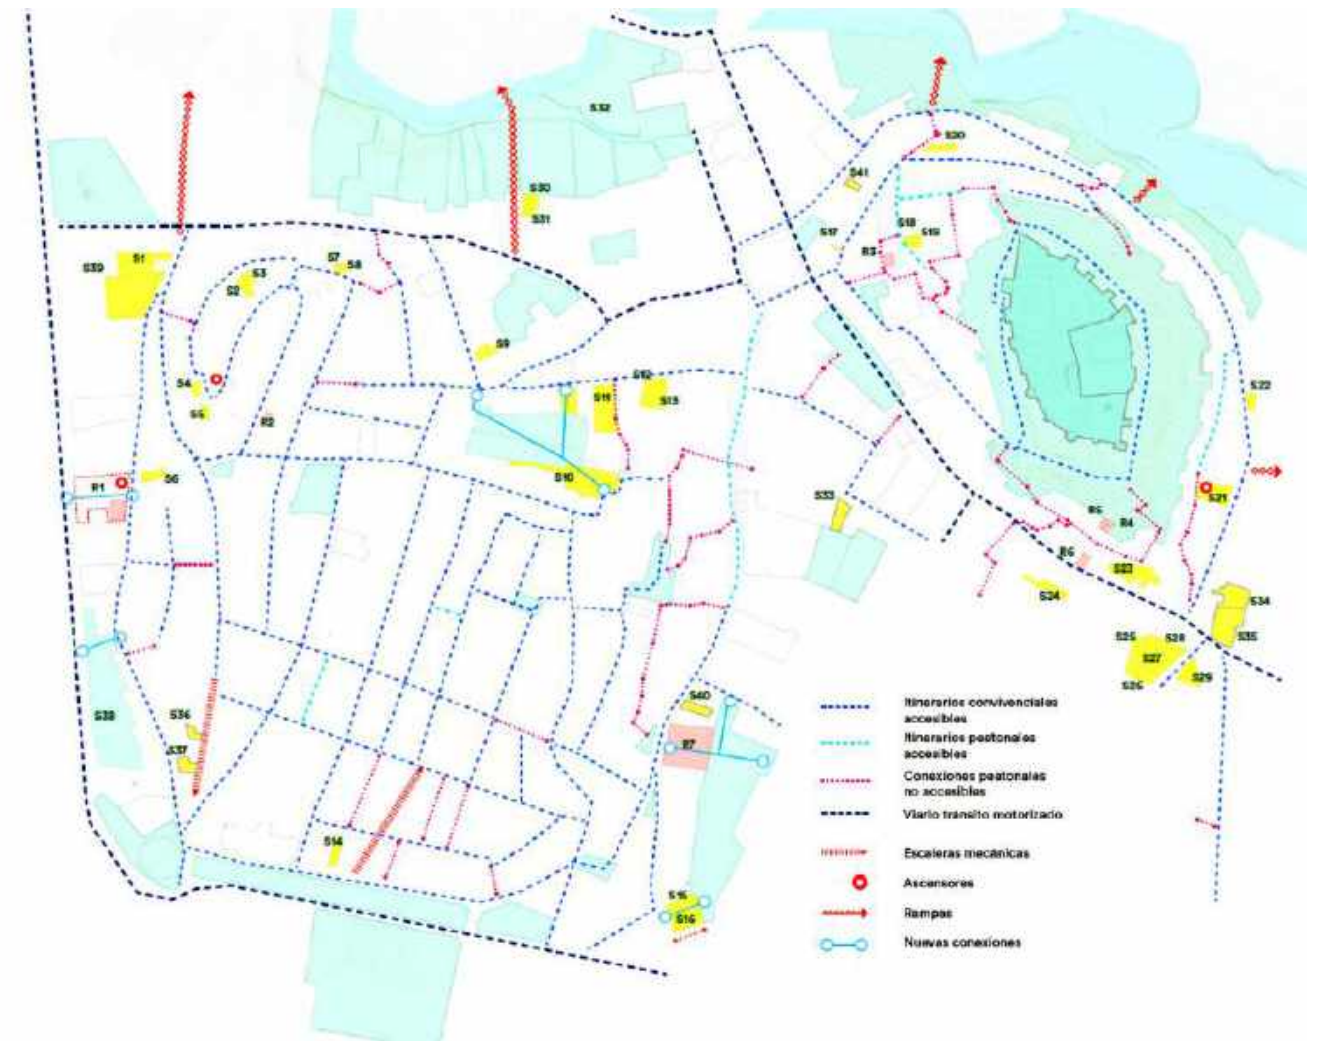 S32
S20
S41
S30
S31
S18
S17
S19
R3
S1
S39
S7
S8
S3
S2
S9
S12
S4
S11
S13
S22
S5
R2
S10
S6
R1
S21
S33
R5
R4
R6
S23
S24
S34
S25
S28
S35
S27
S29
S26
S40
S38
S36
S37
R7
S14
S15
S16
Itinerarios convivenciales
accesibles
Itinerarios peatonales
accesibles
Conexiones peatonales
no accesibles
Viario transito motorizado
Escaleras mecánicas
Ascensores
Rampas
Nuevas conexiones